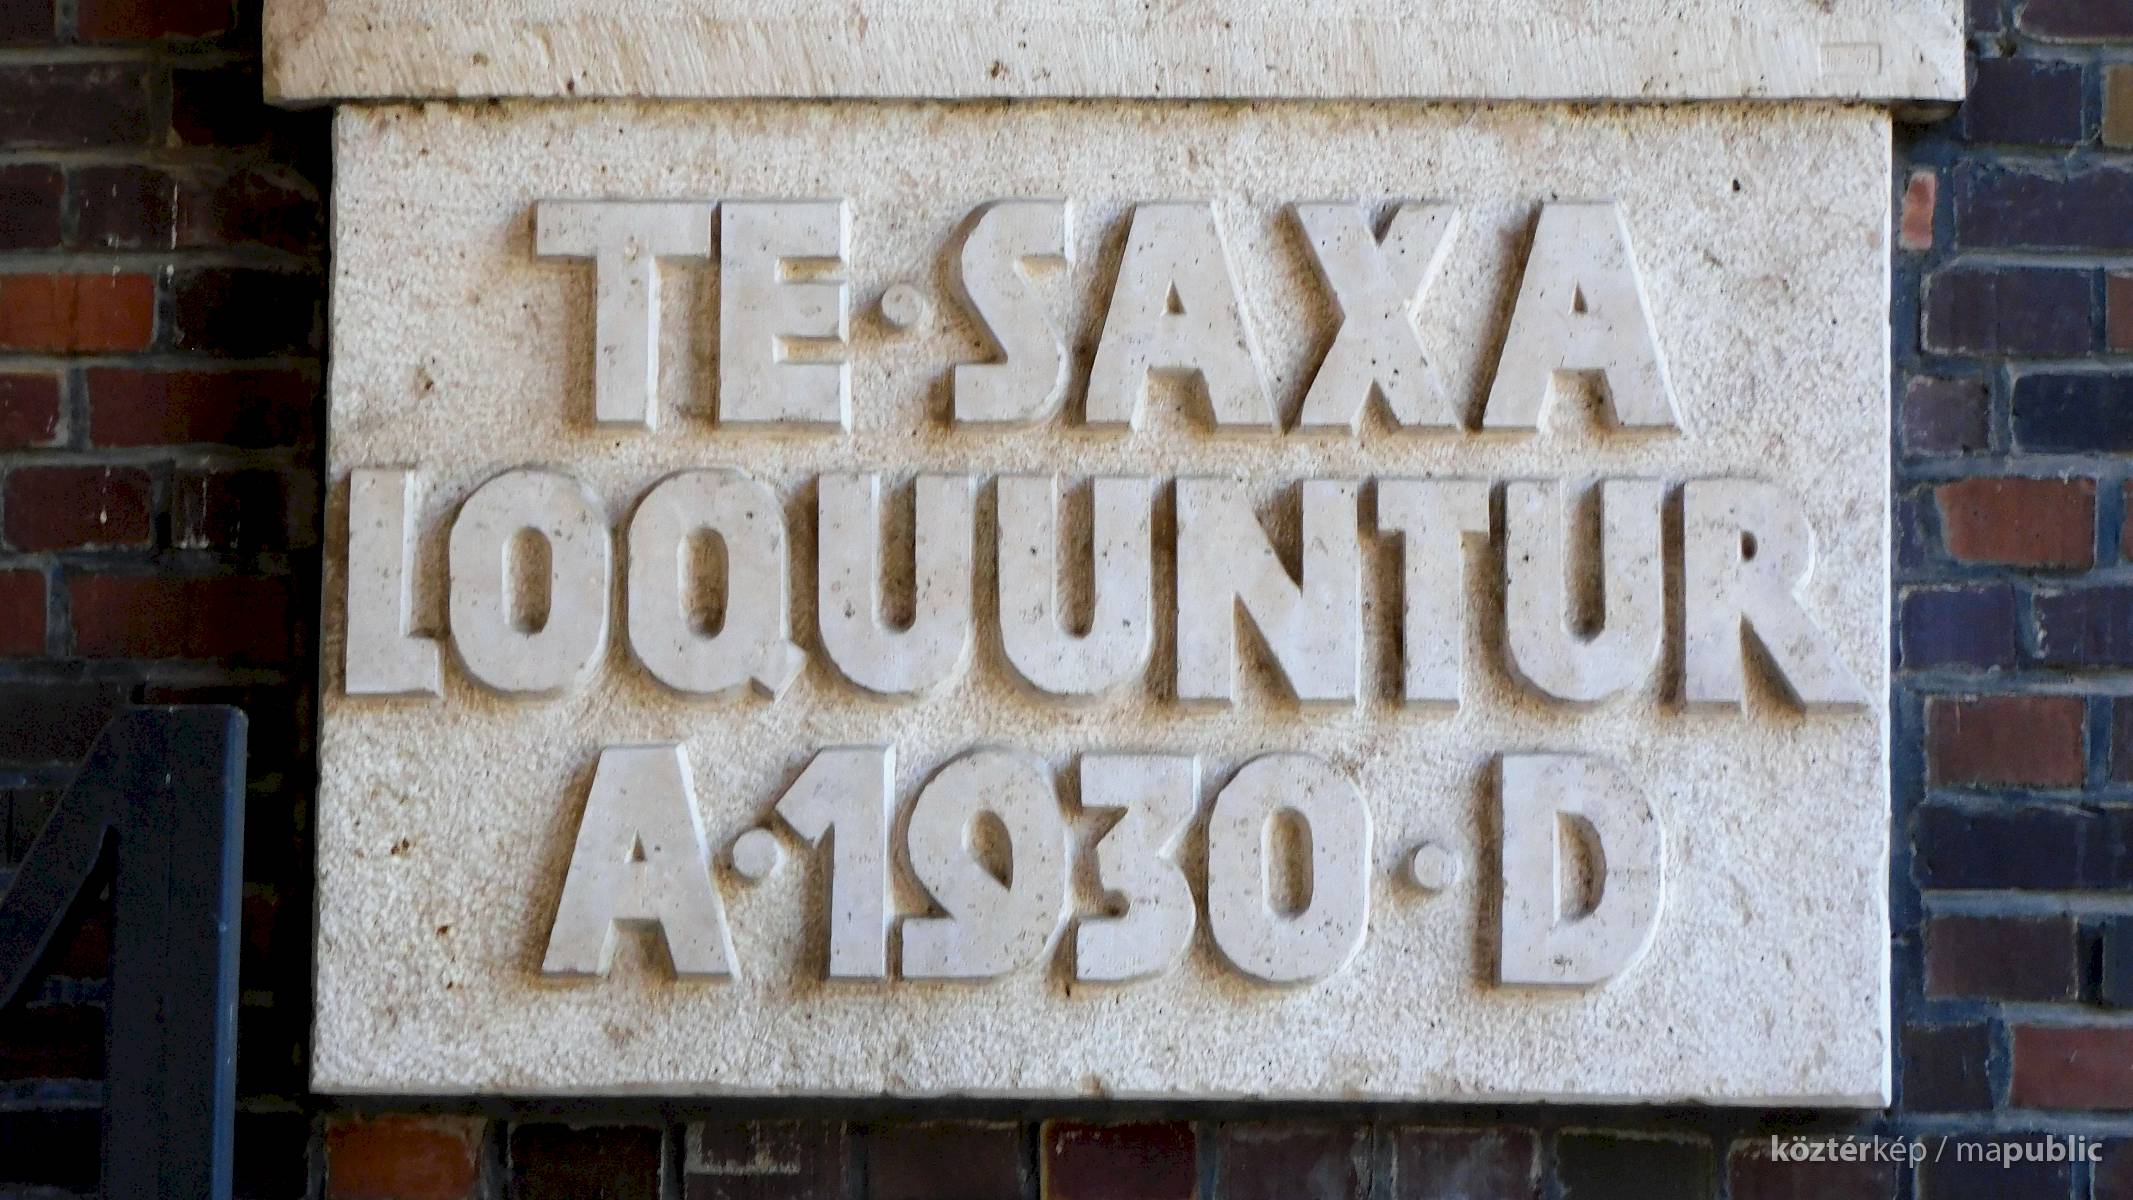 TE·SAXA
LOQUUNTUR
A·1930·D
köztérkép / mapublic